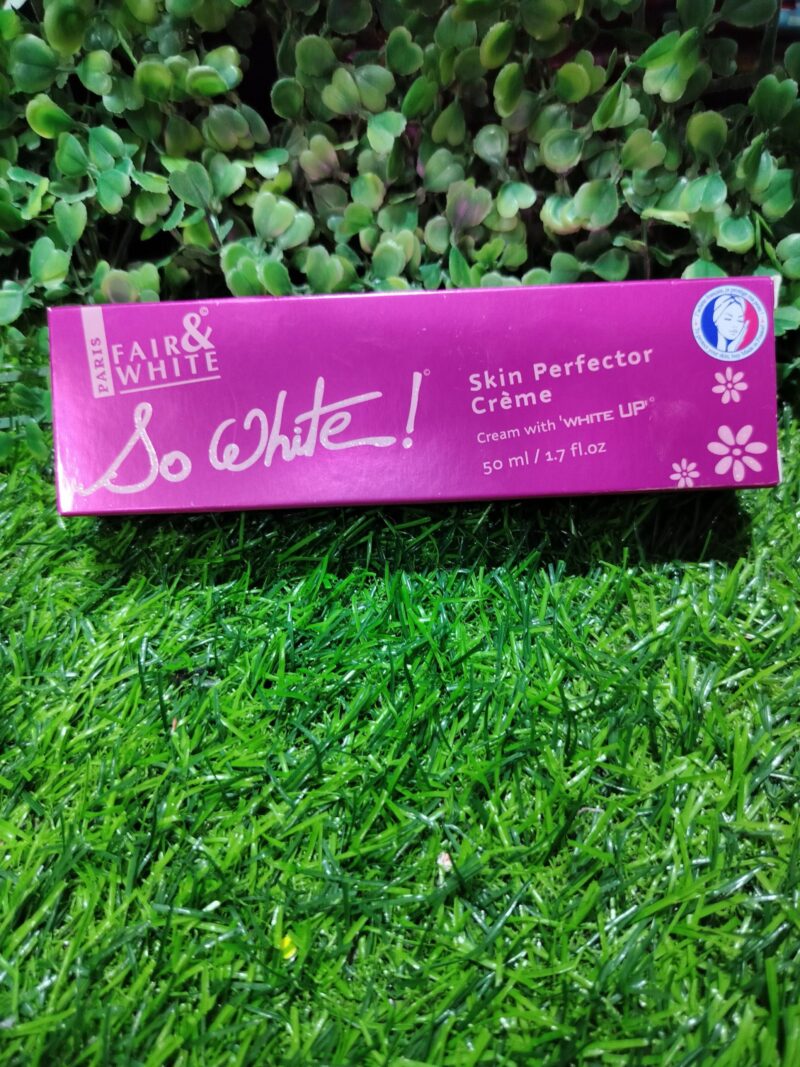 PARIS
FAIR &
WHITE
©
So White!
©
Skin Perfector
Crème
Cream with 'WHITE UP'©
50 ml / 1.7 fl.oz